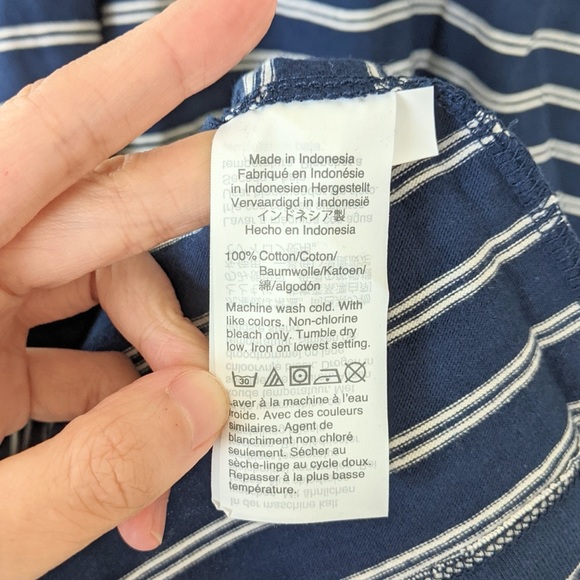 Made in Indonesia
Fabriqué en Indonésie
in Indonesien Hergestellt
Vervaardigd in Indonesië
インドネシア製
Hecho en Indonesia
100% Cotton/Coton/
Baumwolle/Katoen/
綿/algodón
Machine wash cold. With
like colors. Non-chlorine
bleach only. Tumble dry
low. Iron on lowest setting.
30
Laver à la machine à l'eau
froide. Avec des couleurs
similaires. Agent de
blanchiment non chloré
seulement. Sécher au
sèche-linge au cycle doux.
Repasser à la plus basse
température.